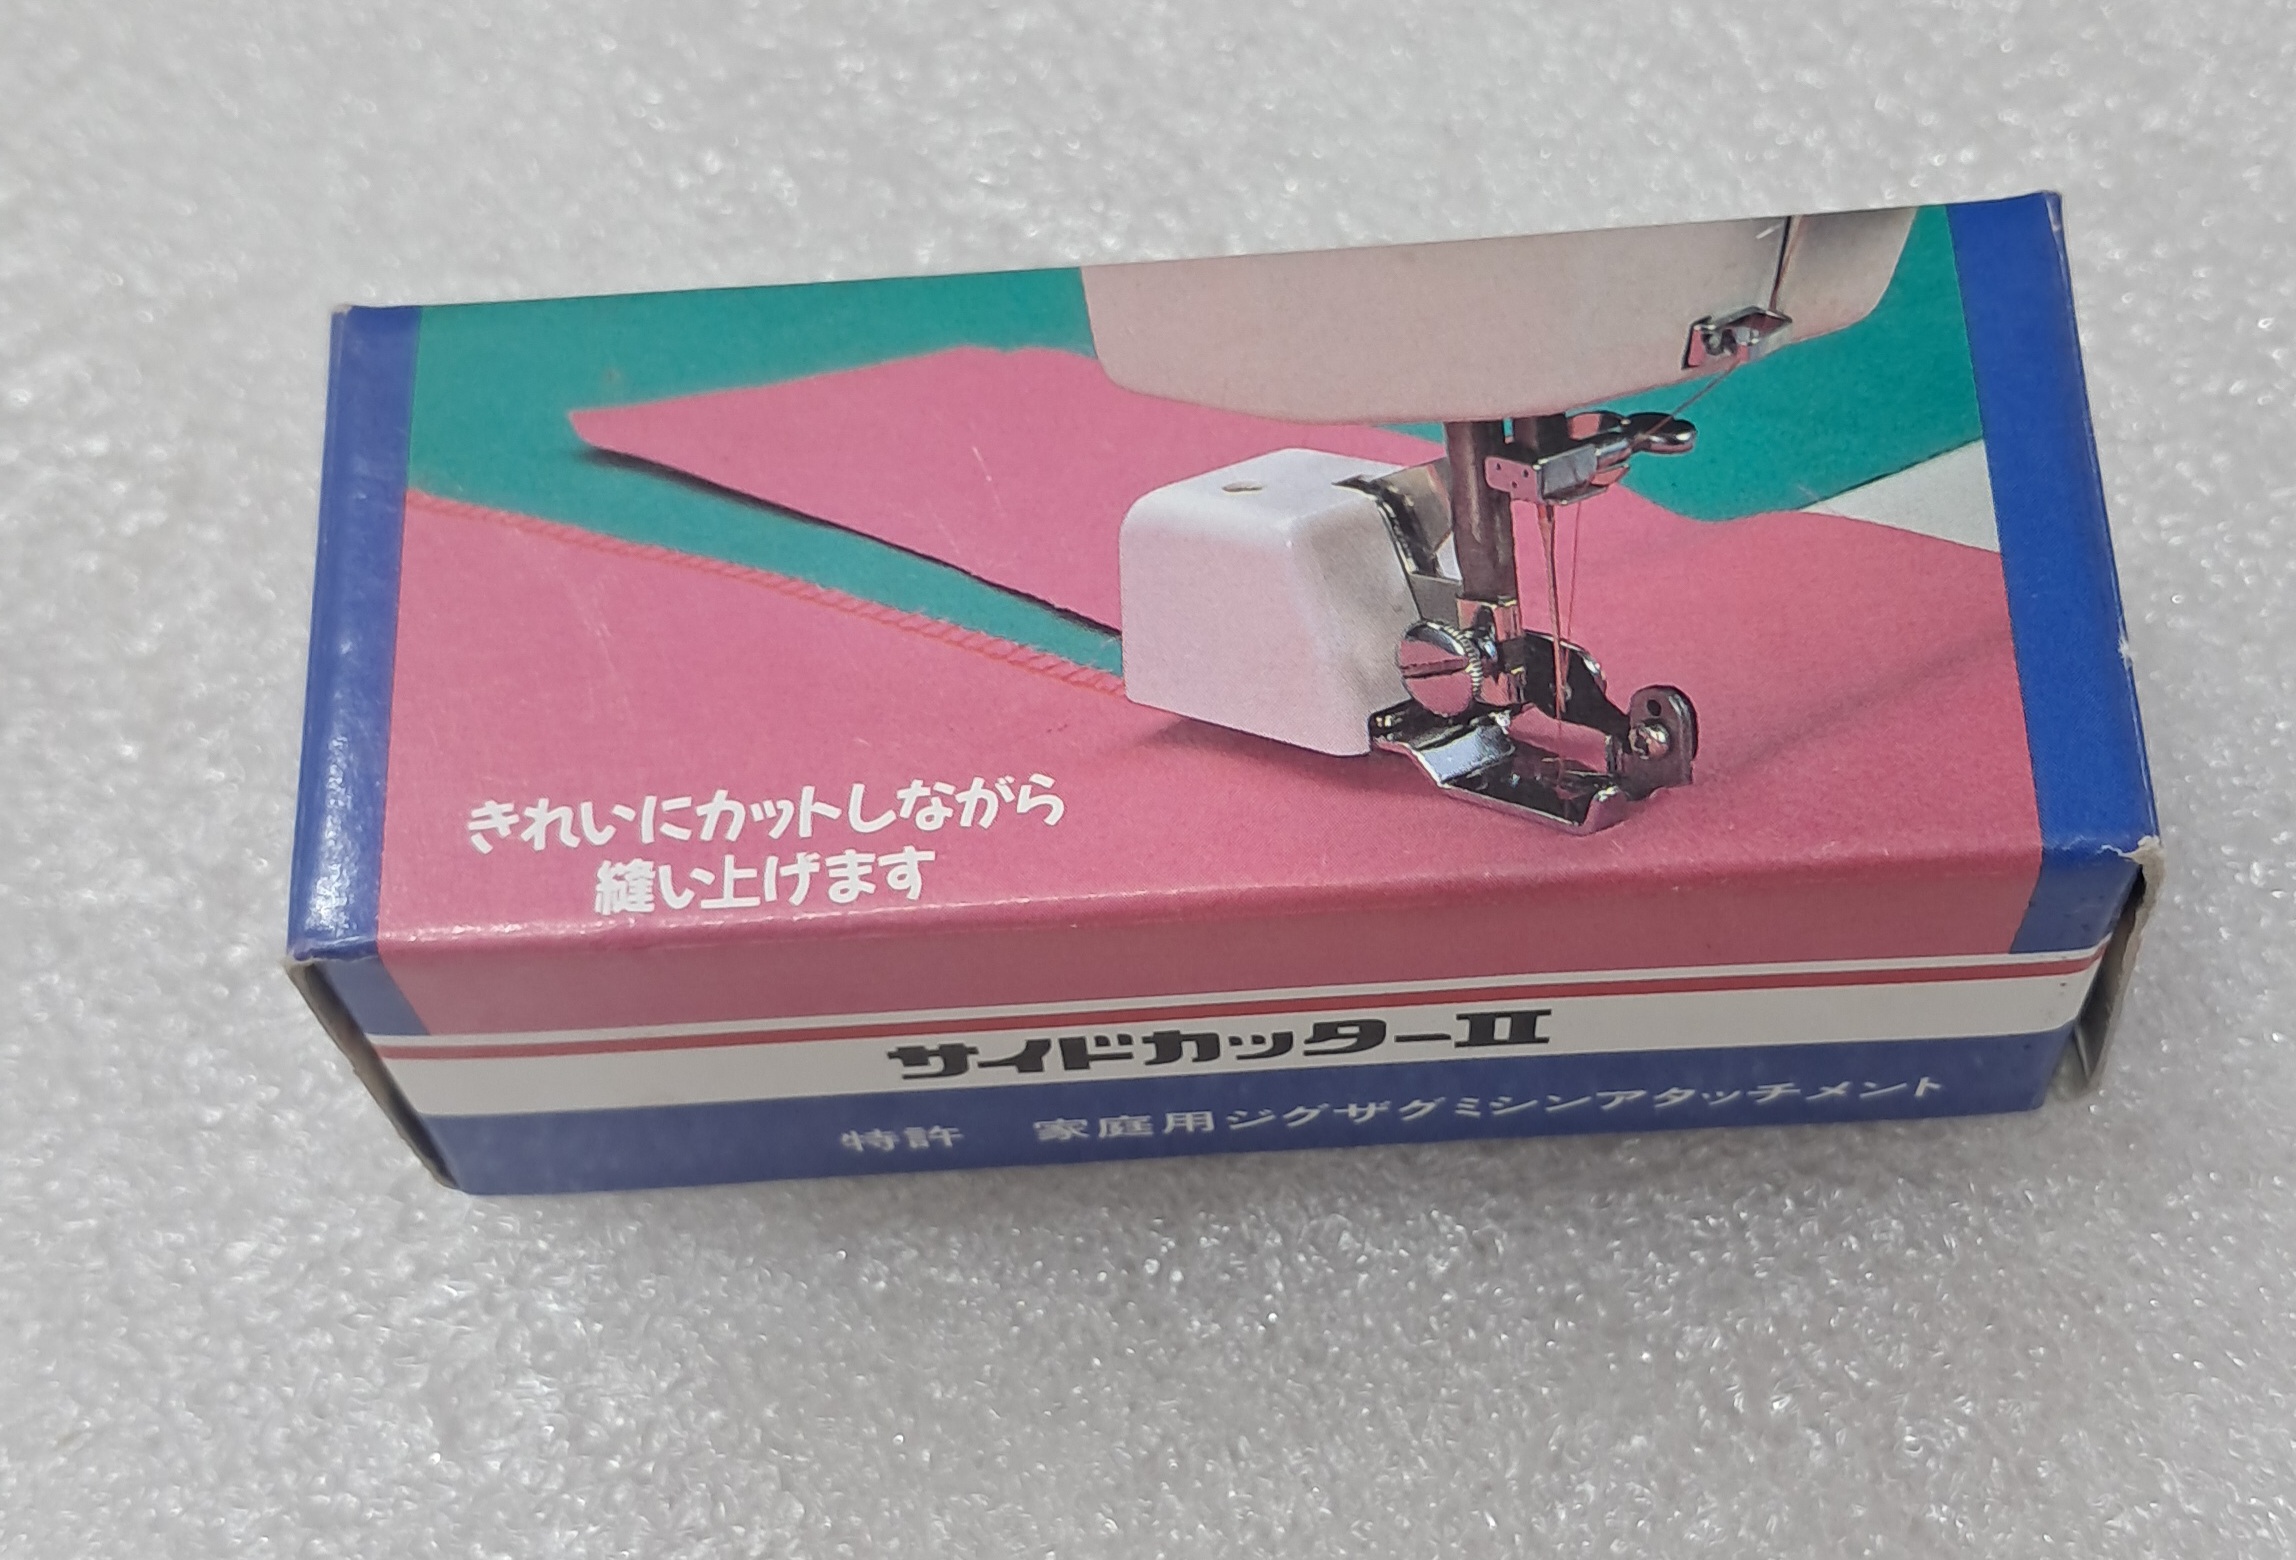 きれいにカットしながら
縫い上げます
サイドカッターII
特許 家庭用ジグザグミシンアタッチメント